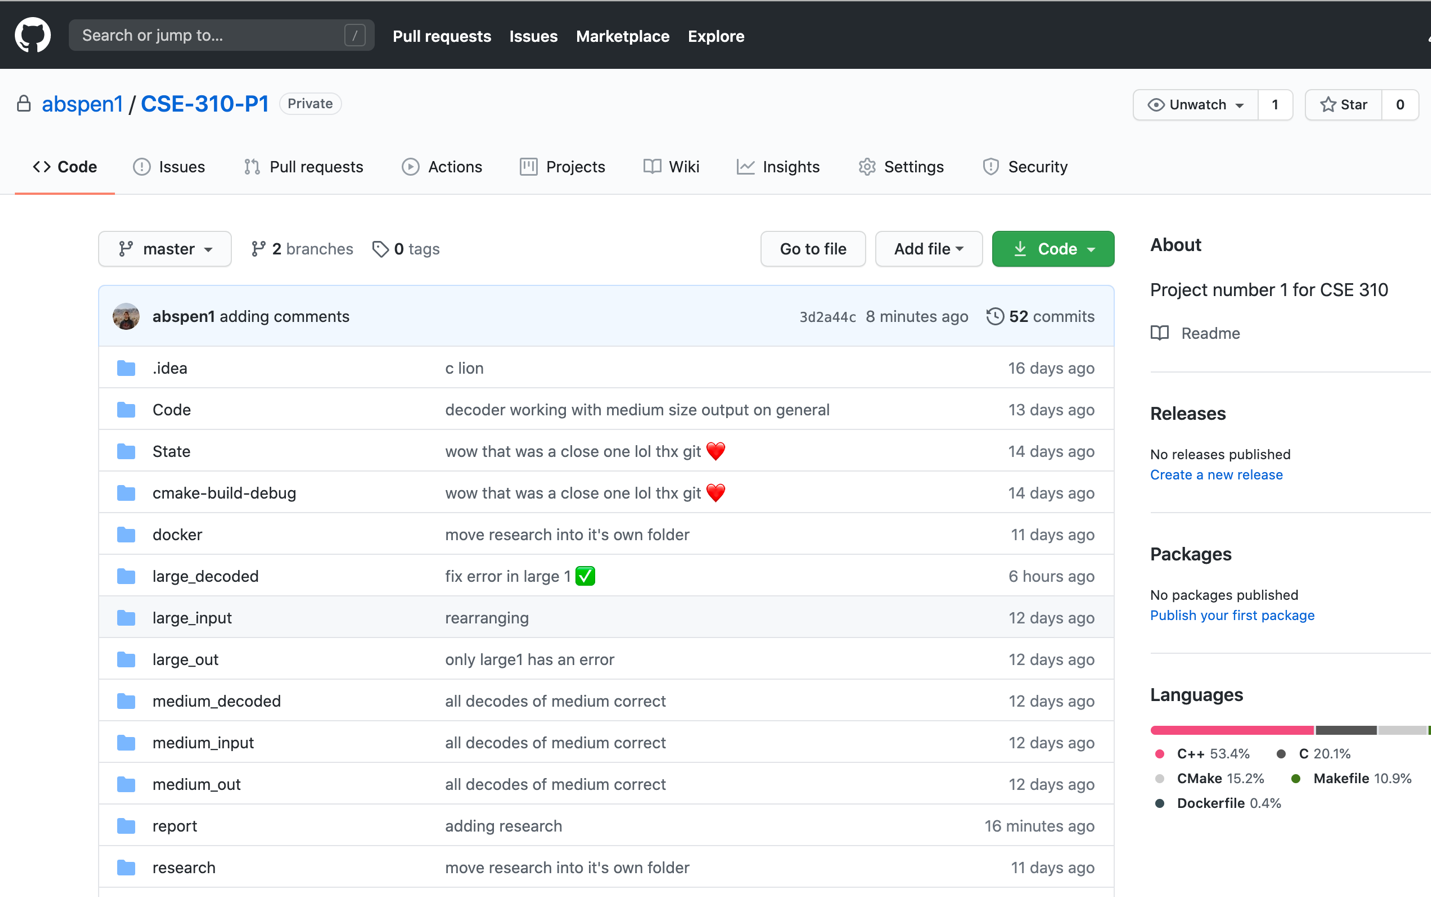 Search or jump to... /
Pull requests Issues Marketplace Explore
abspen1 / CSE-310-P1 Private
Unwatch 1 Star 0
Code Issues Pull requests Actions Projects Wiki Insights Settings Security
master 2 branches 0 tags Go to file Add file Code
abspen1 adding comments 3d2a44c 8 minutes ago 52 commits
.idea c lion 16 days ago
Code decoder working with medium size output on general 13 days ago
State wow that was a close one lol thx git ❤️ 14 days ago
cmake-build-debug wow that was a close one lol thx git ❤️ 14 days ago
docker move research into it's own folder 11 days ago
large_decoded fix error in large 1 ✅ 6 hours ago
large_input rearranging 12 days ago
large_out only large1 has an error 12 days ago
medium_decoded all decodes of medium correct 12 days ago
medium_input all decodes of medium correct 12 days ago
medium_out all decodes of medium correct 12 days ago
report adding research 16 minutes ago
research move research into it's own folder 11 days ago
About
Project number 1 for CSE 310
Readme
Releases
No releases published
Create a new release
Packages
No packages published
Publish your first package
Languages
C++ 53.4% C 20.1%
CMake 15.2% Makefile 10.9%
Dockerfile 0.4%